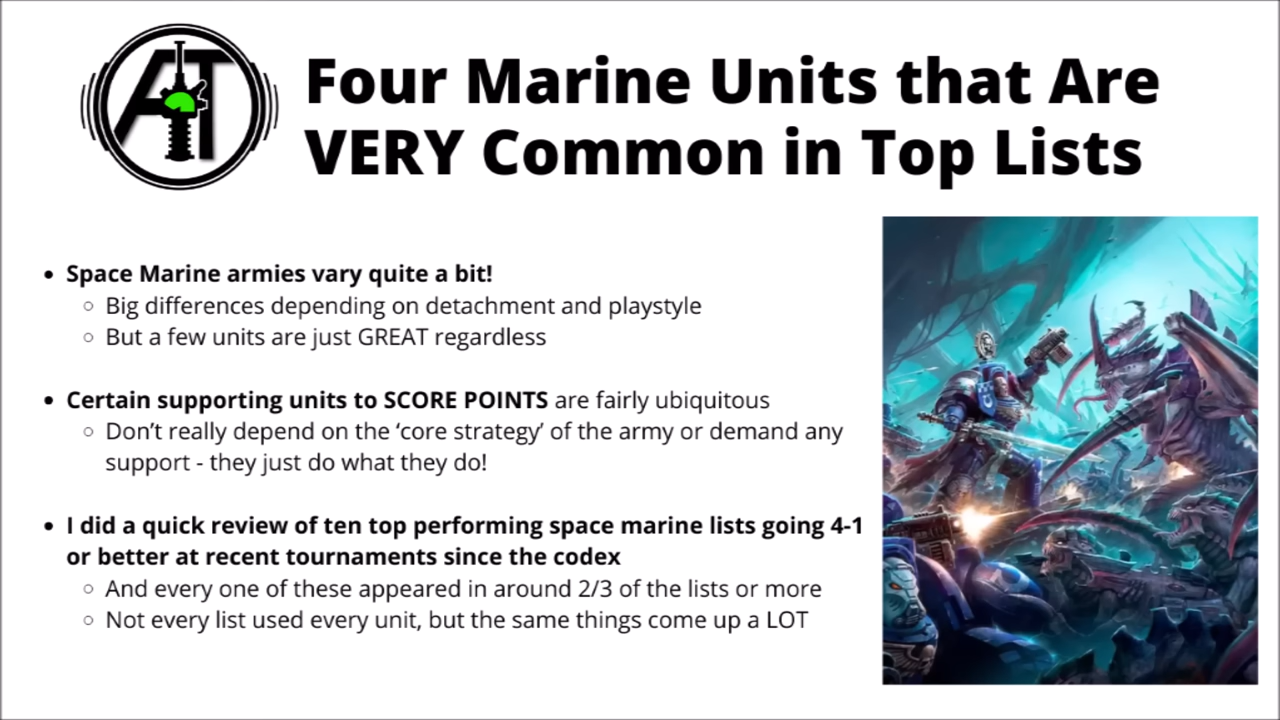 AT
Four Marine Units that Are
VERY Common in Top Lists
• Space Marine armies vary quite a bit!
○ Big differences depending on detachment and playstyle
○ But a few units are just GREAT regardless
• Certain supporting units to SCORE POINTS are fairly ubiquitous
○ Don't really depend on the ‘core strategy’ of the army or demand any
support - they just do what they do!
• I did a quick review of ten top performing space marine lists going 4-1
or better at recent tournaments since the codex
○ And every one of these appeared in around 2/3 of the lists or more
○ Not every list used every unit, but the same things come up a LOT